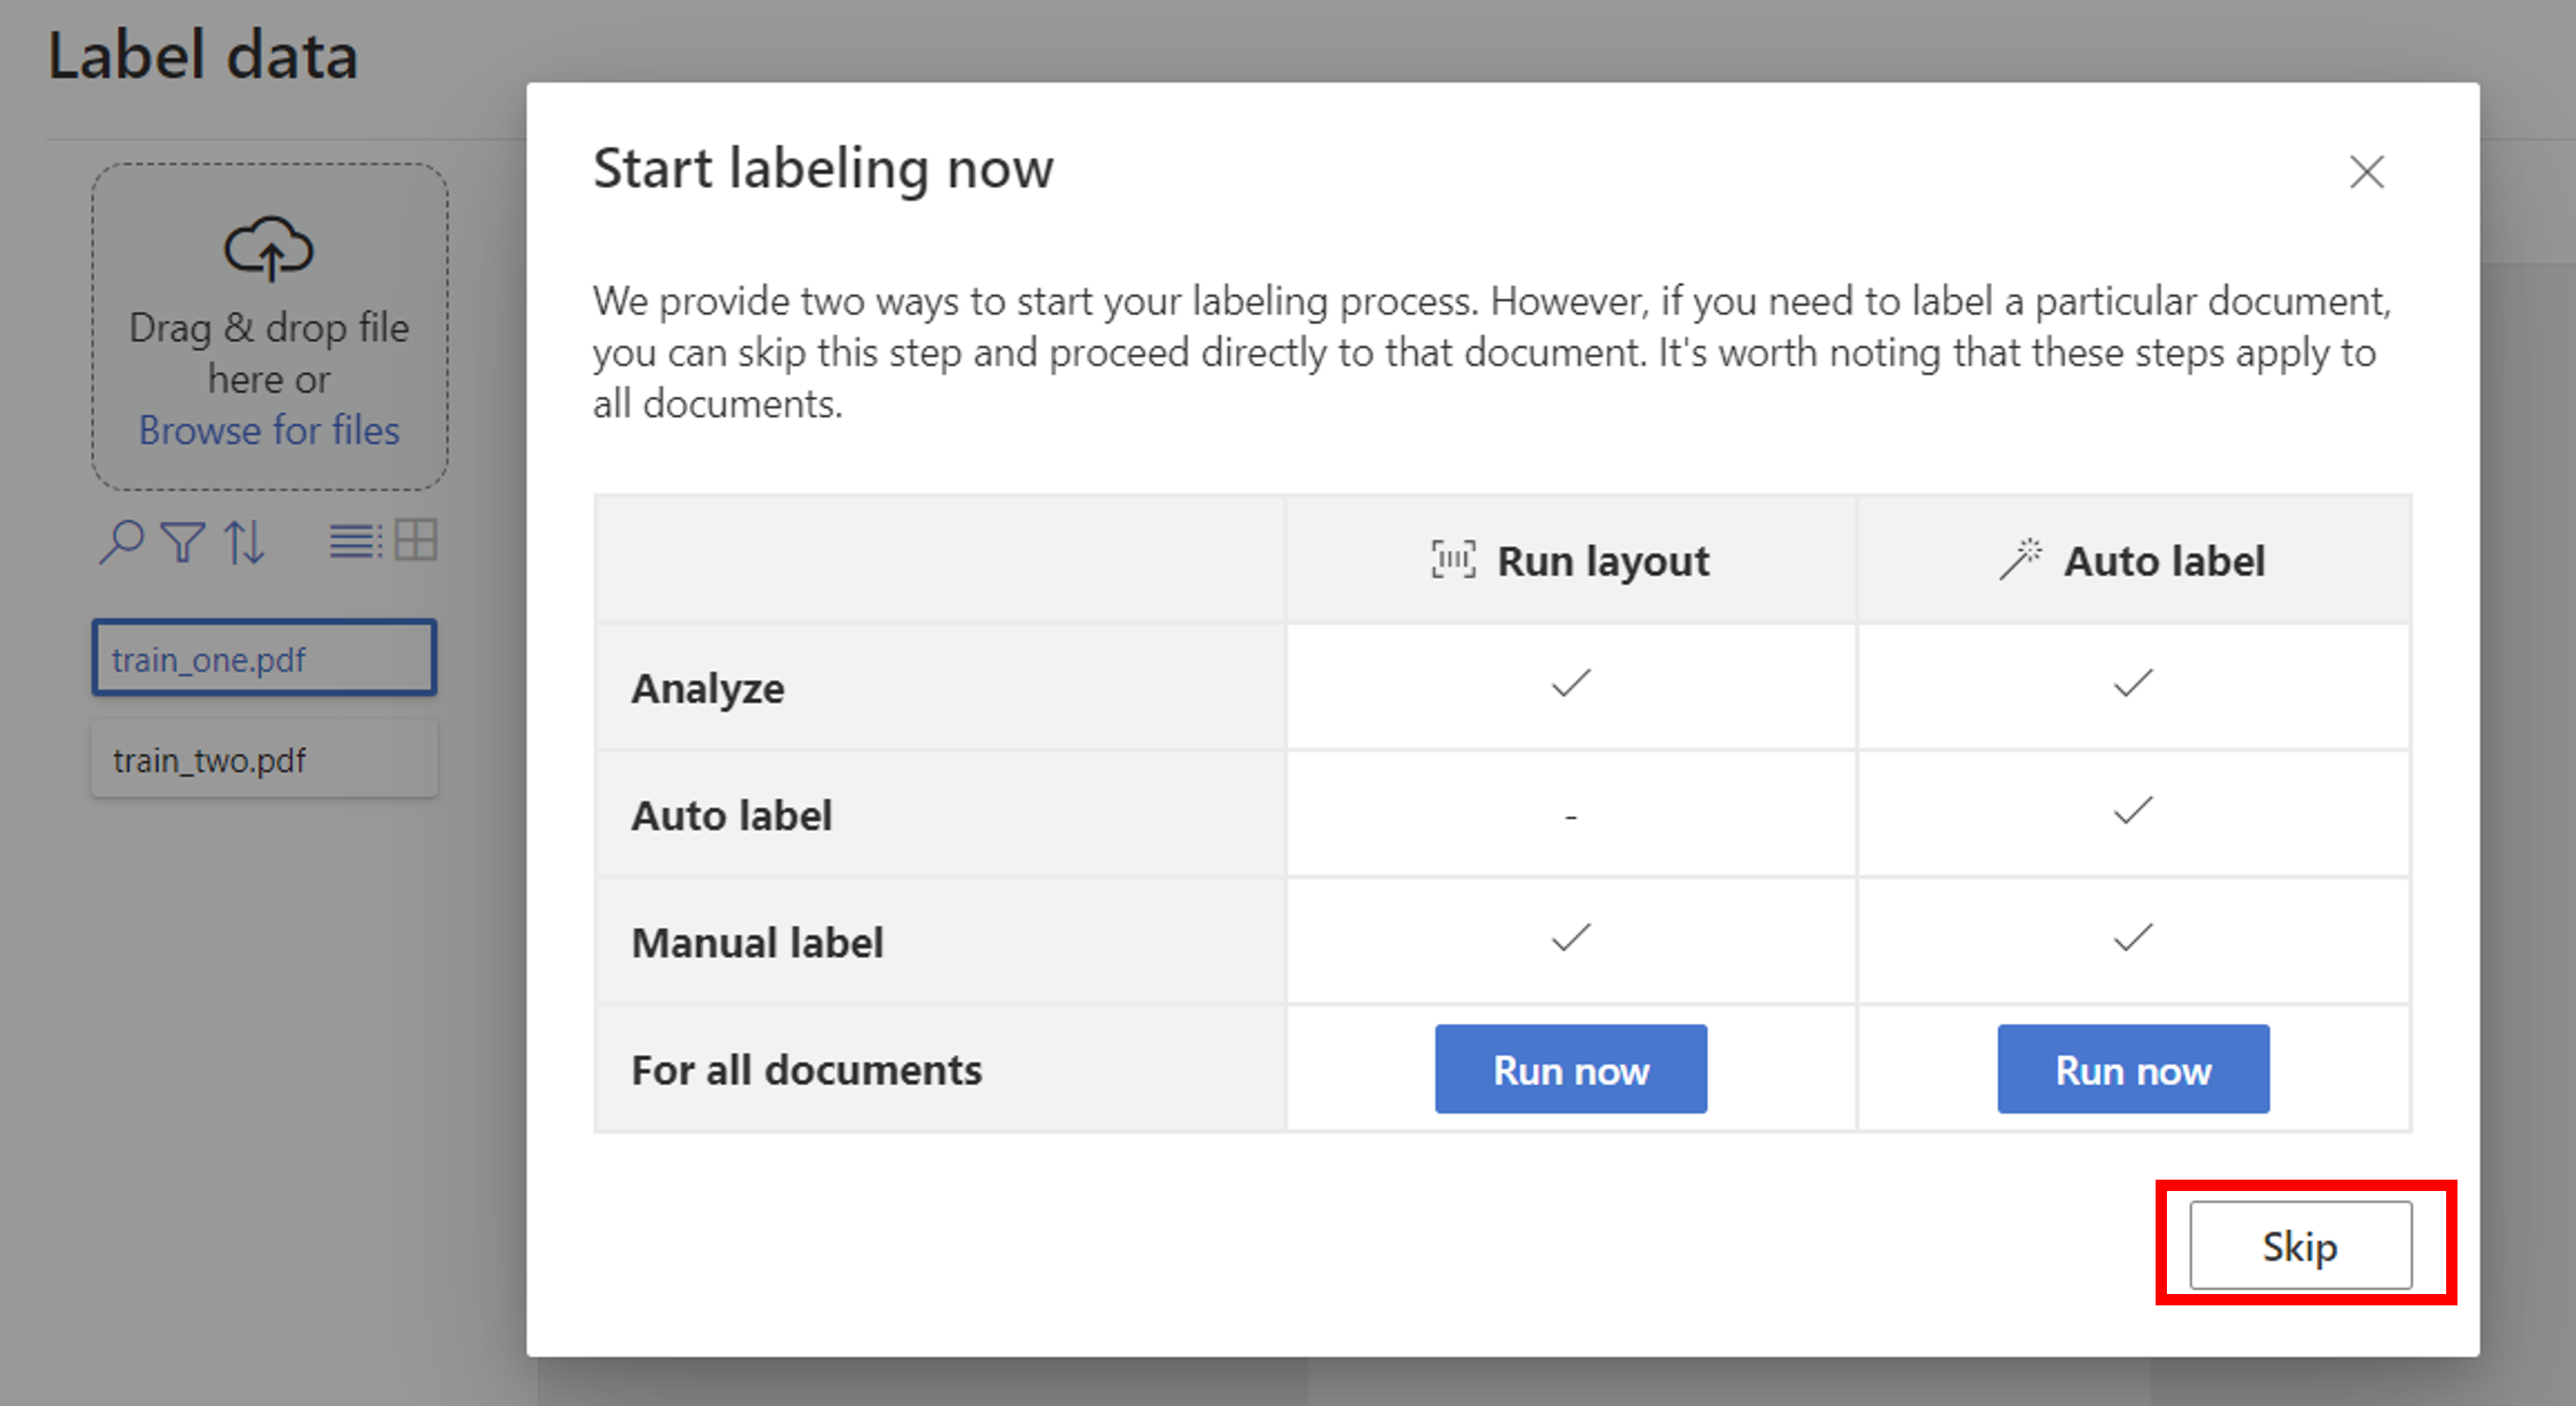 Label data
Drag & drop file
here or
Browse for files
train_one.pdf
train_two.pdf
Start labeling now
We provide two ways to start your labeling process. However, if you need to label a particular document,
you can skip this step and proceed directly to that document. It's worth noting that these steps apply to
all documents.
Run layout Auto label
Analyze
Auto label -
Manual label
For all documents Run now Run now
Skip